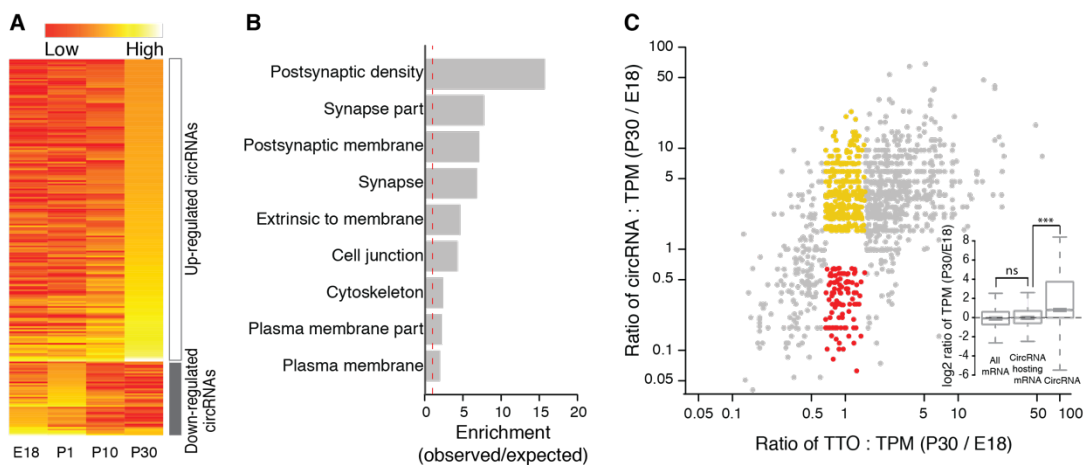 A
Low
High
Up-regulated circRNAs
Down-regulated
circRNAs
E18 P1 P10 P30
B
Postsynaptic density
Synapse part
Postsynaptic membrane
Synapse
Extrinsic to membrane
Cell junction
Cytoskeleton
Plasma membrane part
Plasma membrane
0 5 10 15 20
Enrichment
(observed/expected)
C
Ratio of circRNA : TPM (P30 / E18)
100
50
10
5
1
0.5
0.1
0.05
0.05 0.1 0.5 1 5 10 50 100
Ratio of TTO : TPM (P30 / E18)
log2 ratio of TPM (P30/E18)
8
6
4
2
0
-2
-4
-6
ns
***
All
mRNA
CircRNA
hosting
mRNA
CircRNA